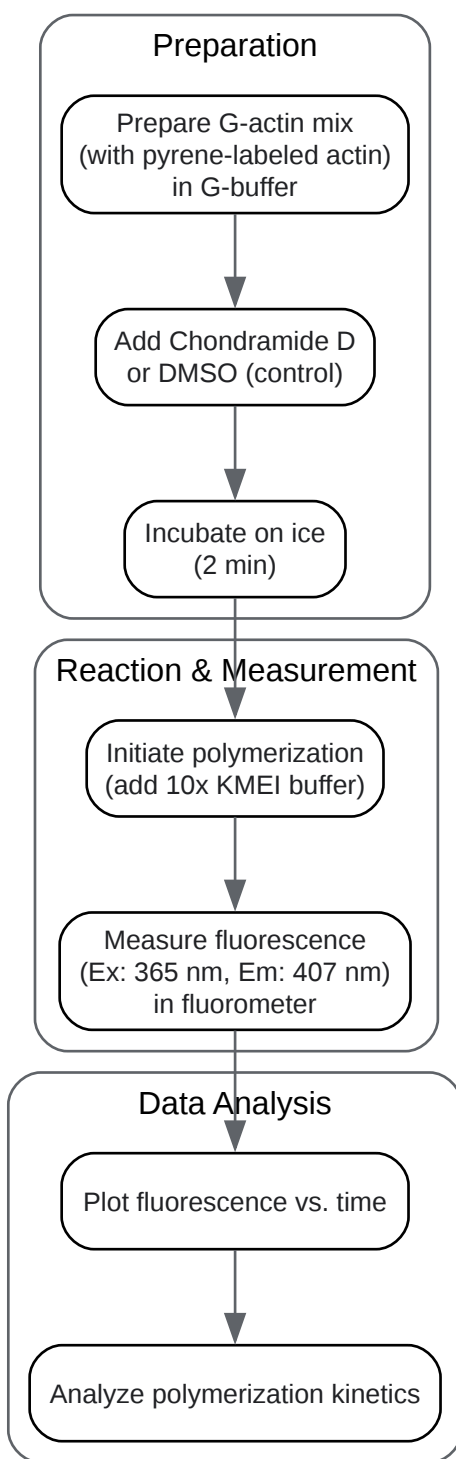 Preparation
Prepare G-actin mix
(with pyrene-labeled actin)
in G-buffer
Add Chondramide D
or DMSO (control)
Incubate on ice
(2 min)
Reaction & Measurement
Initiate polymerization
(add 10x KMEI buffer)
Measure fluorescence
(Ex: 365 nm, Em: 407 nm)
in fluorometer
Data Analysis
Plot fluorescence vs. time
Analyze polymerization kinetics